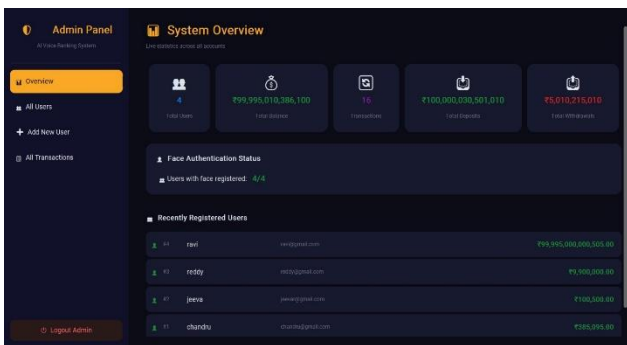 Admin Panel
AI Voice Banking System
Overview
All Users
Add New User
All Transactions
Logout Admin
System Overview
Live statistics across all accounts
4
Total Users
₹99,995,010,386,100
Total Balance
16
Transactions
₹100,000,030,501,010
Total Deposits
₹5,010,215,010
Total Withdrawals
Face Authentication Status
Users with face registered: 4/4
Recently Registered Users
#4 ravi ravi@gmail.com ₹99,995,000,000,505.00
#3 reddy reddy@gmail.com ₹9,900,000.00
#2 jeeva ₹100,500.00
#1 chandru chandru@gmail.com ₹385,095.00